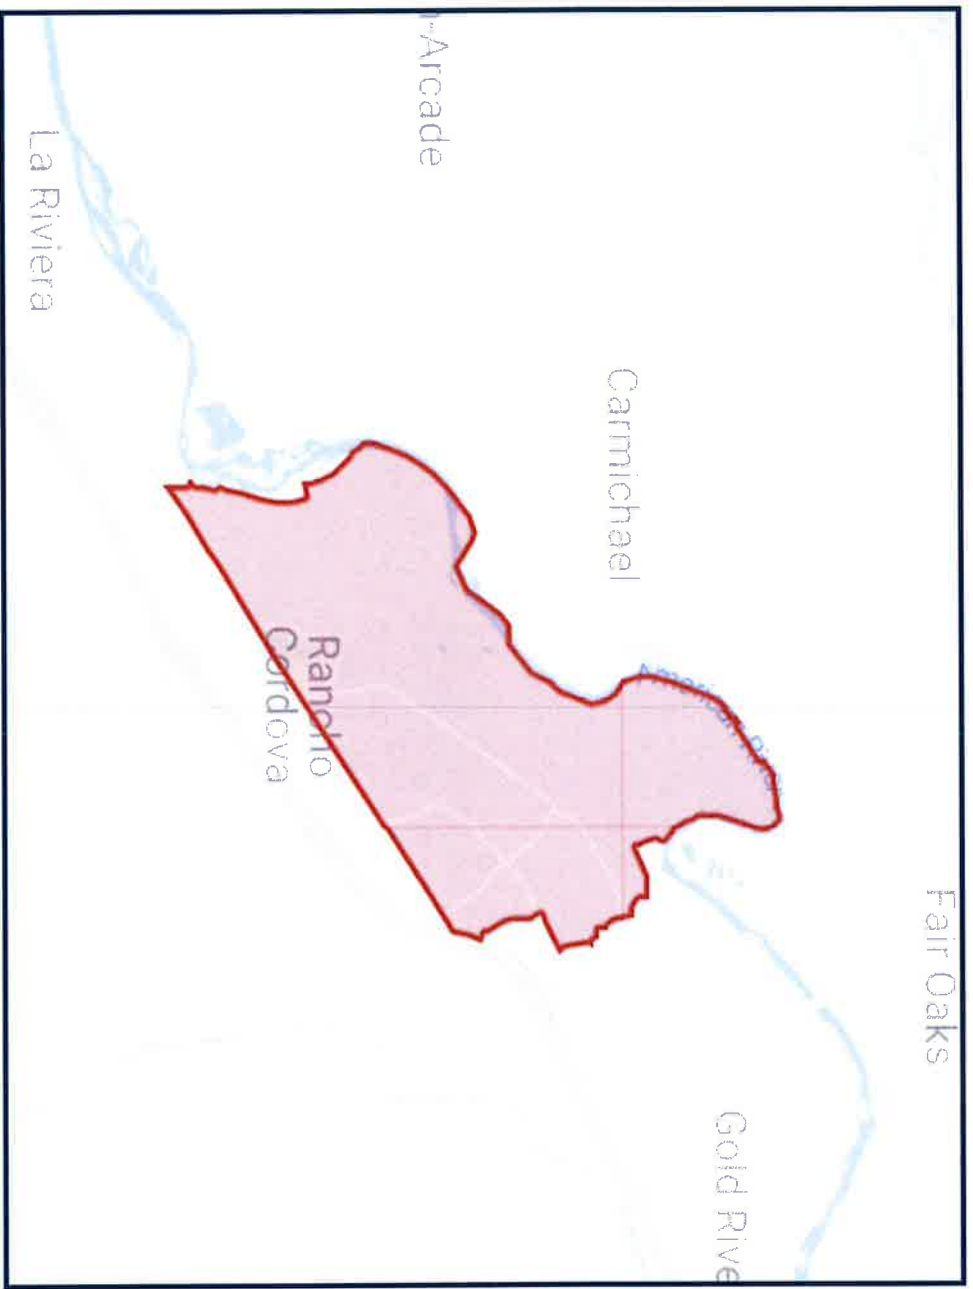 n-Arcade
Fair Oaks
Carmichael
Gold Rive
American River
La Riviera
Rancho
Cordova